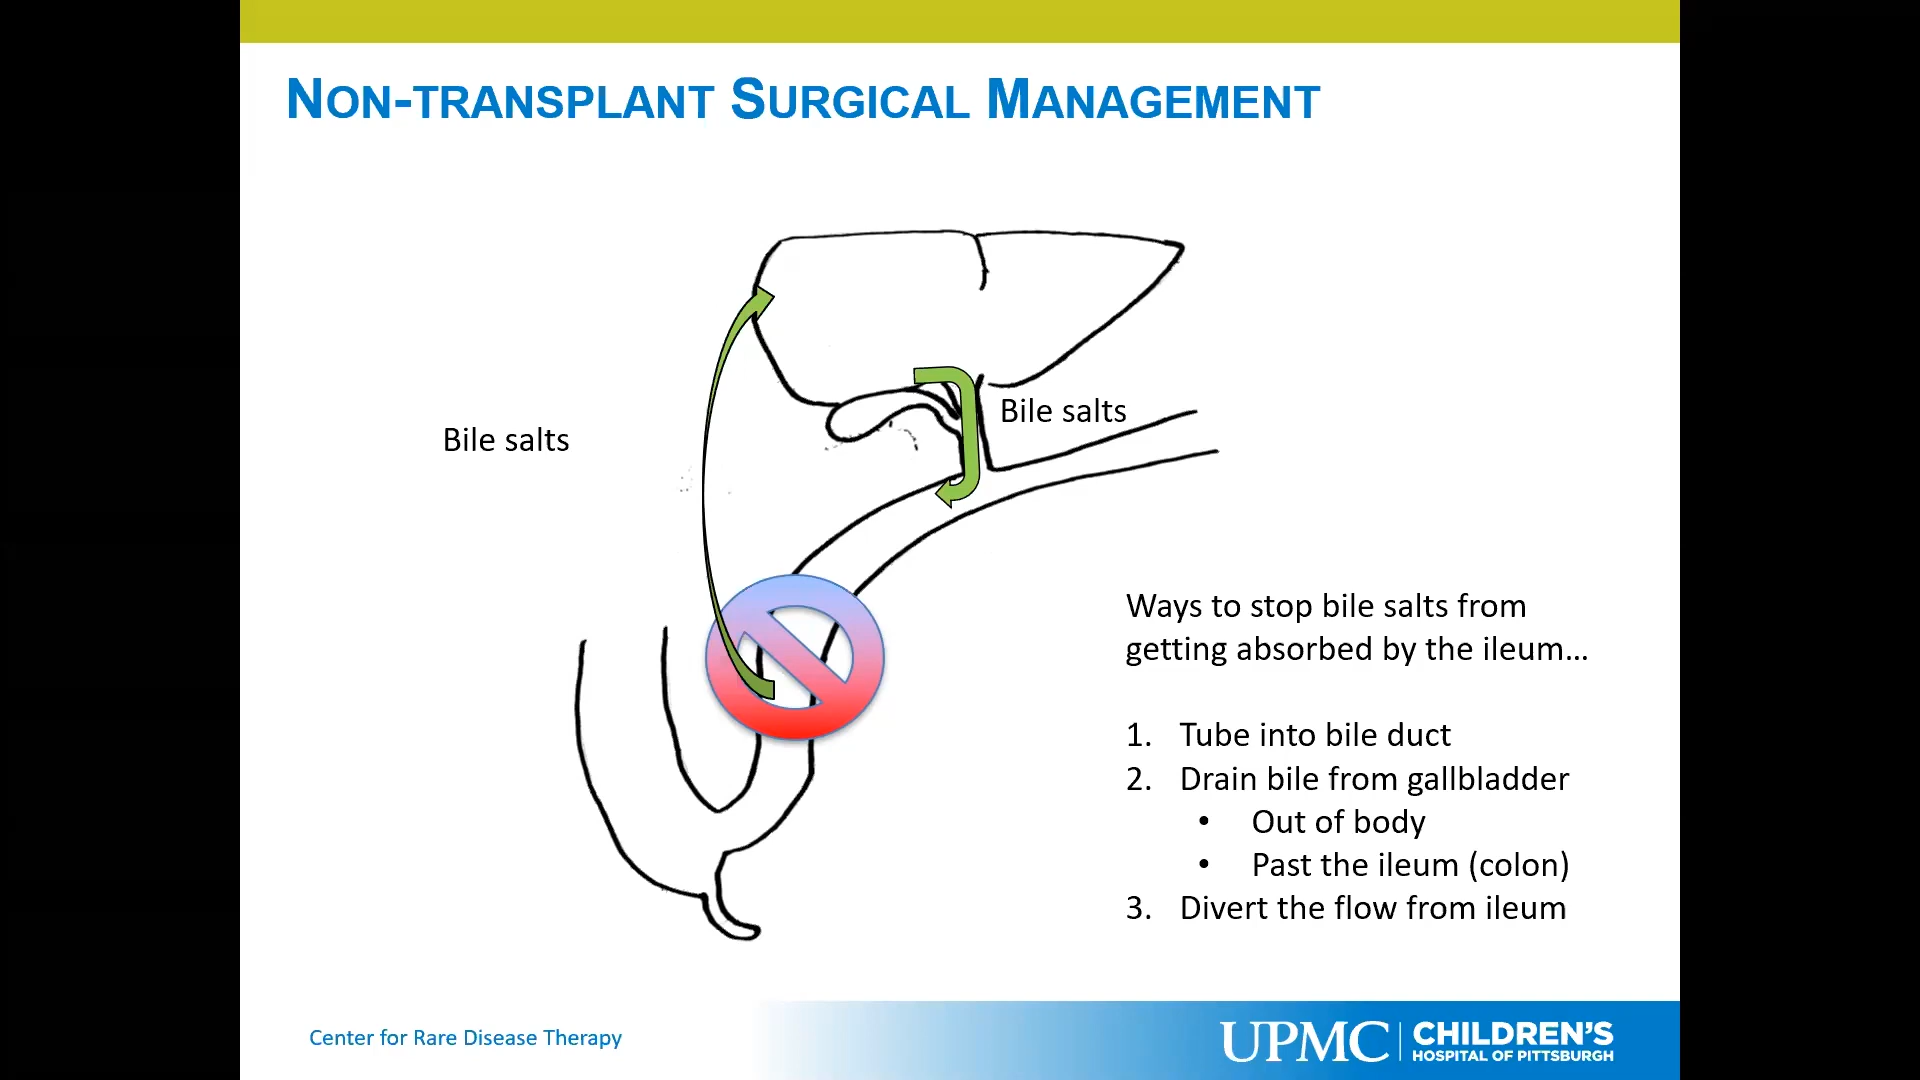 NON-TRANSPLANT SURGICAL MANAGEMENT
Bile salts
Bile salts
Ways to stop bile salts from
getting absorbed by the ileum...
1. Tube into bile duct
2. Drain bile from gallbladder
• Out of body
• Past the ileum (colon)
3. Divert the flow from ileum
Center for Rare Disease Therapy
UPMC | CHILDREN'S
HOSPITAL OF PITTSBURGH